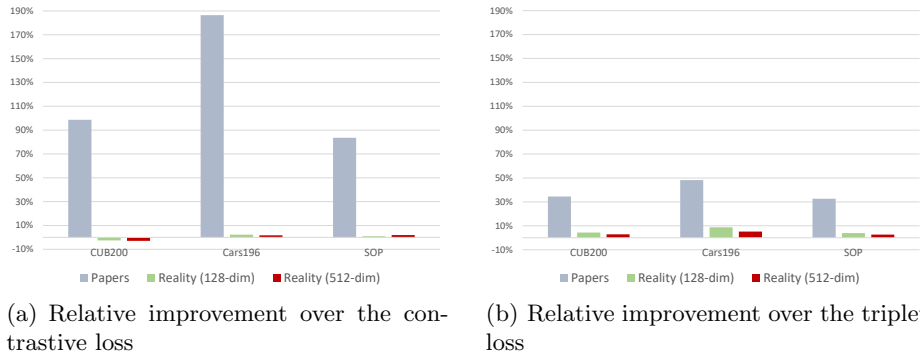 190%
170%
150%
130%
110%
90%
70%
50%
30%
10%
-10%
CUB200 Cars196 SOP
Papers Reality (128-dim) Reality (512-dim)
(a) Relative improvement over the con-
trastive loss
190%
170%
150%
130%
110%
90%
70%
50%
30%
10%
-10%
CUB200 Cars196 SOP
Papers Reality (128-dim) Reality (512-dim)
(b) Relative improvement over the triplet
loss